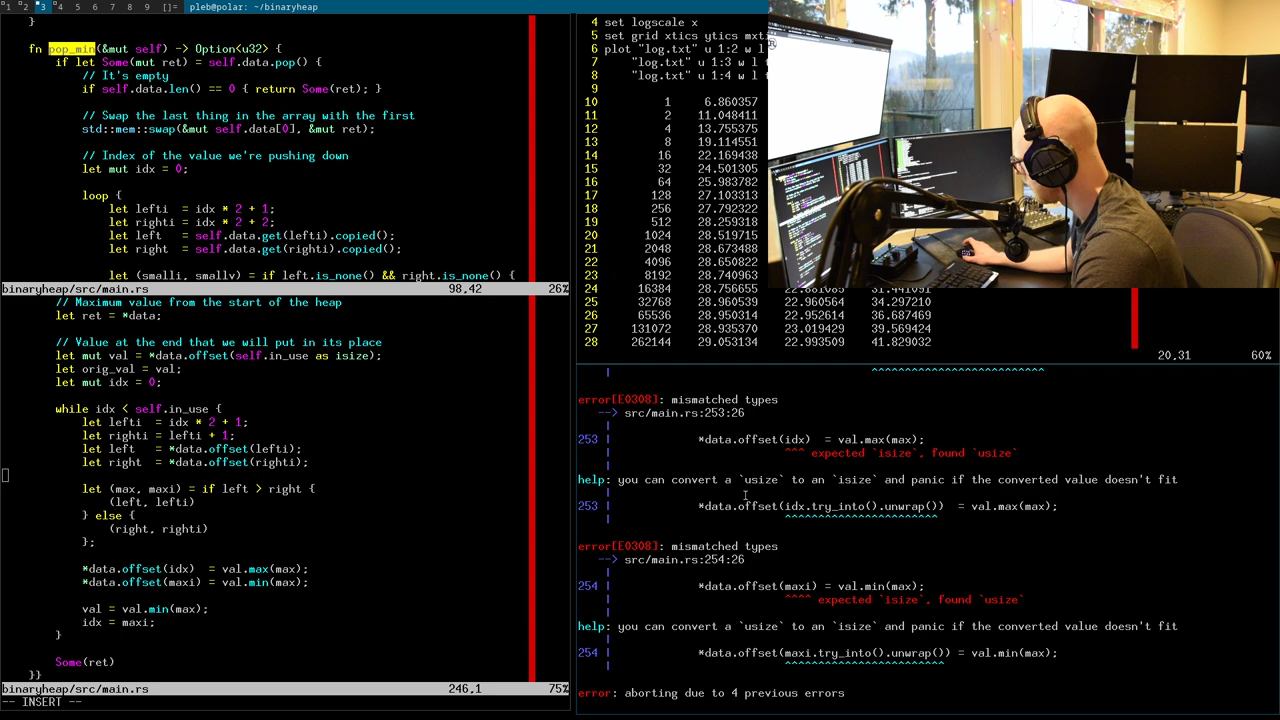 1 2 3 4 5 6 7 8 9 []= pleb@polar: ~/binaryheap
}
fn pop_min(&mut self) -> Option<u32> {
if let Some(mut ret) = self.data.pop() {
// It's empty
if self.data.len() == 0 { return Some(ret); }
// Swap the last thing in the array with the first
std::mem::swap(&mut self.data[0], &mut ret);
// Index of the value we're pushing down
let mut idx = 0;
loop {
let lefti  = idx * 2 + 1;
let righti = idx * 2 + 2;
let left   = self.data.get(lefti).copied();
let right  = self.data.get(righti).copied();
let (smalli, smallv) = if left.is_none() && right.is_none() {
binaryheap/src/main.rs 98,42 26%
// Maximum value from the start of the heap
let ret = *data;
// Value at the end that we will put in its place
let mut val = *data.offset(self.in_use as isize);
let orig_val = val;
let mut idx = 0;
while idx < self.in_use {
let lefti  = idx * 2 + 1;
let righti = lefti + 1;
let left   = *data.offset(lefti);
let right  = *data.offset(righti);
let (max, maxi) = if left > right {
(left, lefti)
} else {
(right, righti)
};
*data.offset(idx)  = val.max(max);
*data.offset(maxi) = val.min(max);
val = val.min(max);
idx = maxi;
}
Some(ret)
}}
binaryheap/src/main.rs 246,1 75%
-- INSERT --
4 set logscale x
5 set grid xtics ytics mxti
6 plot "log.txt" u 1:2 w l
7 "log.txt" u 1:3 w l
8 "log.txt" u 1:4 w l
9
10 1 6.860357
11 2 11.048411
12 4 13.755375
13 8 19.114551
14 16 22.169438
15 32 24.501305
16 64 25.983782
17 128 27.103313
18 256 27.792322
19 512 28.259318
20 1024 28.519715
21 2048 28.673488
22 4096 28.650822
23 8192 28.740963
24 16384 28.756655
25 32768 28.960539 22.960564 34.297210
26 65536 28.950314 22.952614 36.687469
27 131072 28.935370 23.019429 39.569424
28 262144 29.053134 22.993509 41.829032
20,31 60%
| ^^^^^^^^^^^^^^^^^^^^^^^^^^
error[E0308]: mismatched types
--> src/main.rs:253:26
|
253 | *data.offset(idx)  = val.max(max);
| ^^^ expected `isize`, found `usize`
|
help: you can convert a `usize` to an `isize` and panic if the converted value doesn't fit
|
253 | *data.offset(idx.try_into().unwrap())  = val.max(max);
| ^^^^^^^^^^^^^^^^^^^^^^^
error[E0308]: mismatched types
--> src/main.rs:254:26
|
254 | *data.offset(maxi) = val.min(max);
| ^^^^ expected `isize`, found `usize`
|
help: you can convert a `usize` to an `isize` and panic if the converted value doesn't fit
|
254 | *data.offset(maxi.try_into().unwrap()) = val.min(max);
| ^^^^^^^^^^^^^^^^^^^^^^^^
error: aborting due to 4 previous errors